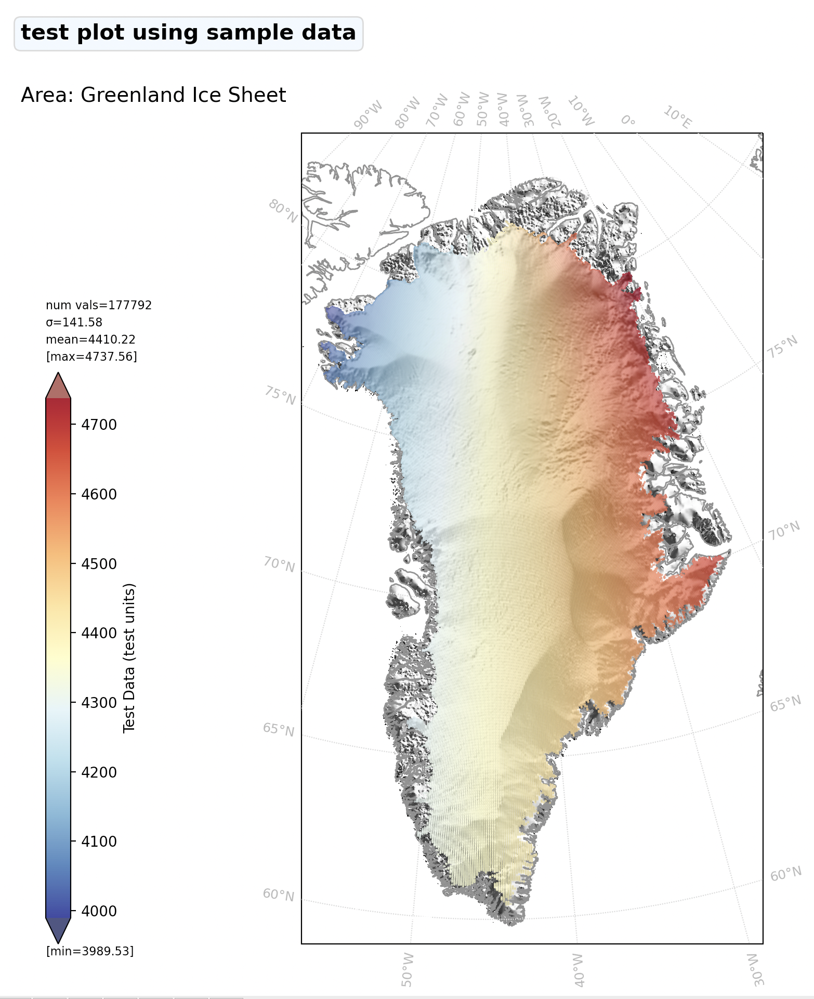 test plot using sample data
Area: Greenland Ice Sheet
90°W
80°W
70°W
60°W
50°W
40°W
30°W
20°W
10°W
0°
10°E
80°N
75°N
70°N
65°N
60°N
75°N
70°N
65°N
60°N
50°W
40°W
30°W
num vals=177792
σ=141.58
mean=4410.22
[max=4737.56]
4700
4600
4500
4400
4300
4200
4100
4000
Test Data (test units)
[min=3989.53]